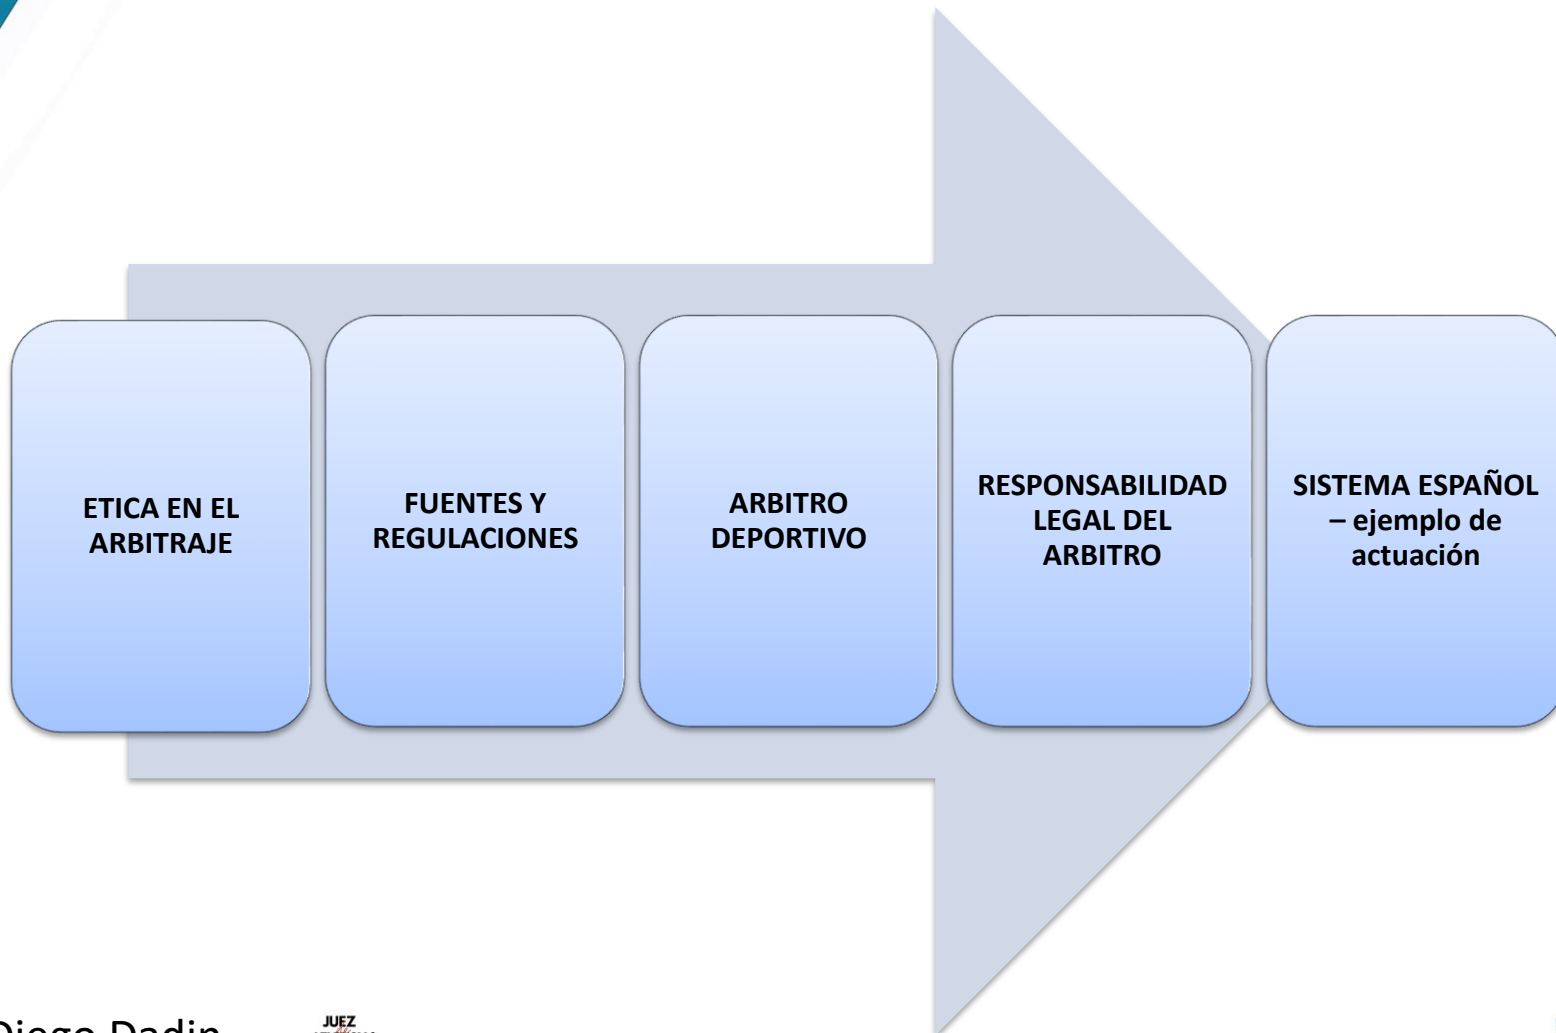 ETICA EN EL
ARBITRAJE
FUENTES Y
REGULACIONES
ARBITRO
DEPORTIVO
RESPONSABILIDAD
LEGAL DEL
ARBITRO
SISTEMA ESPAÑOL
– ejemplo de
actuación
Diego Dadin
JUEZ